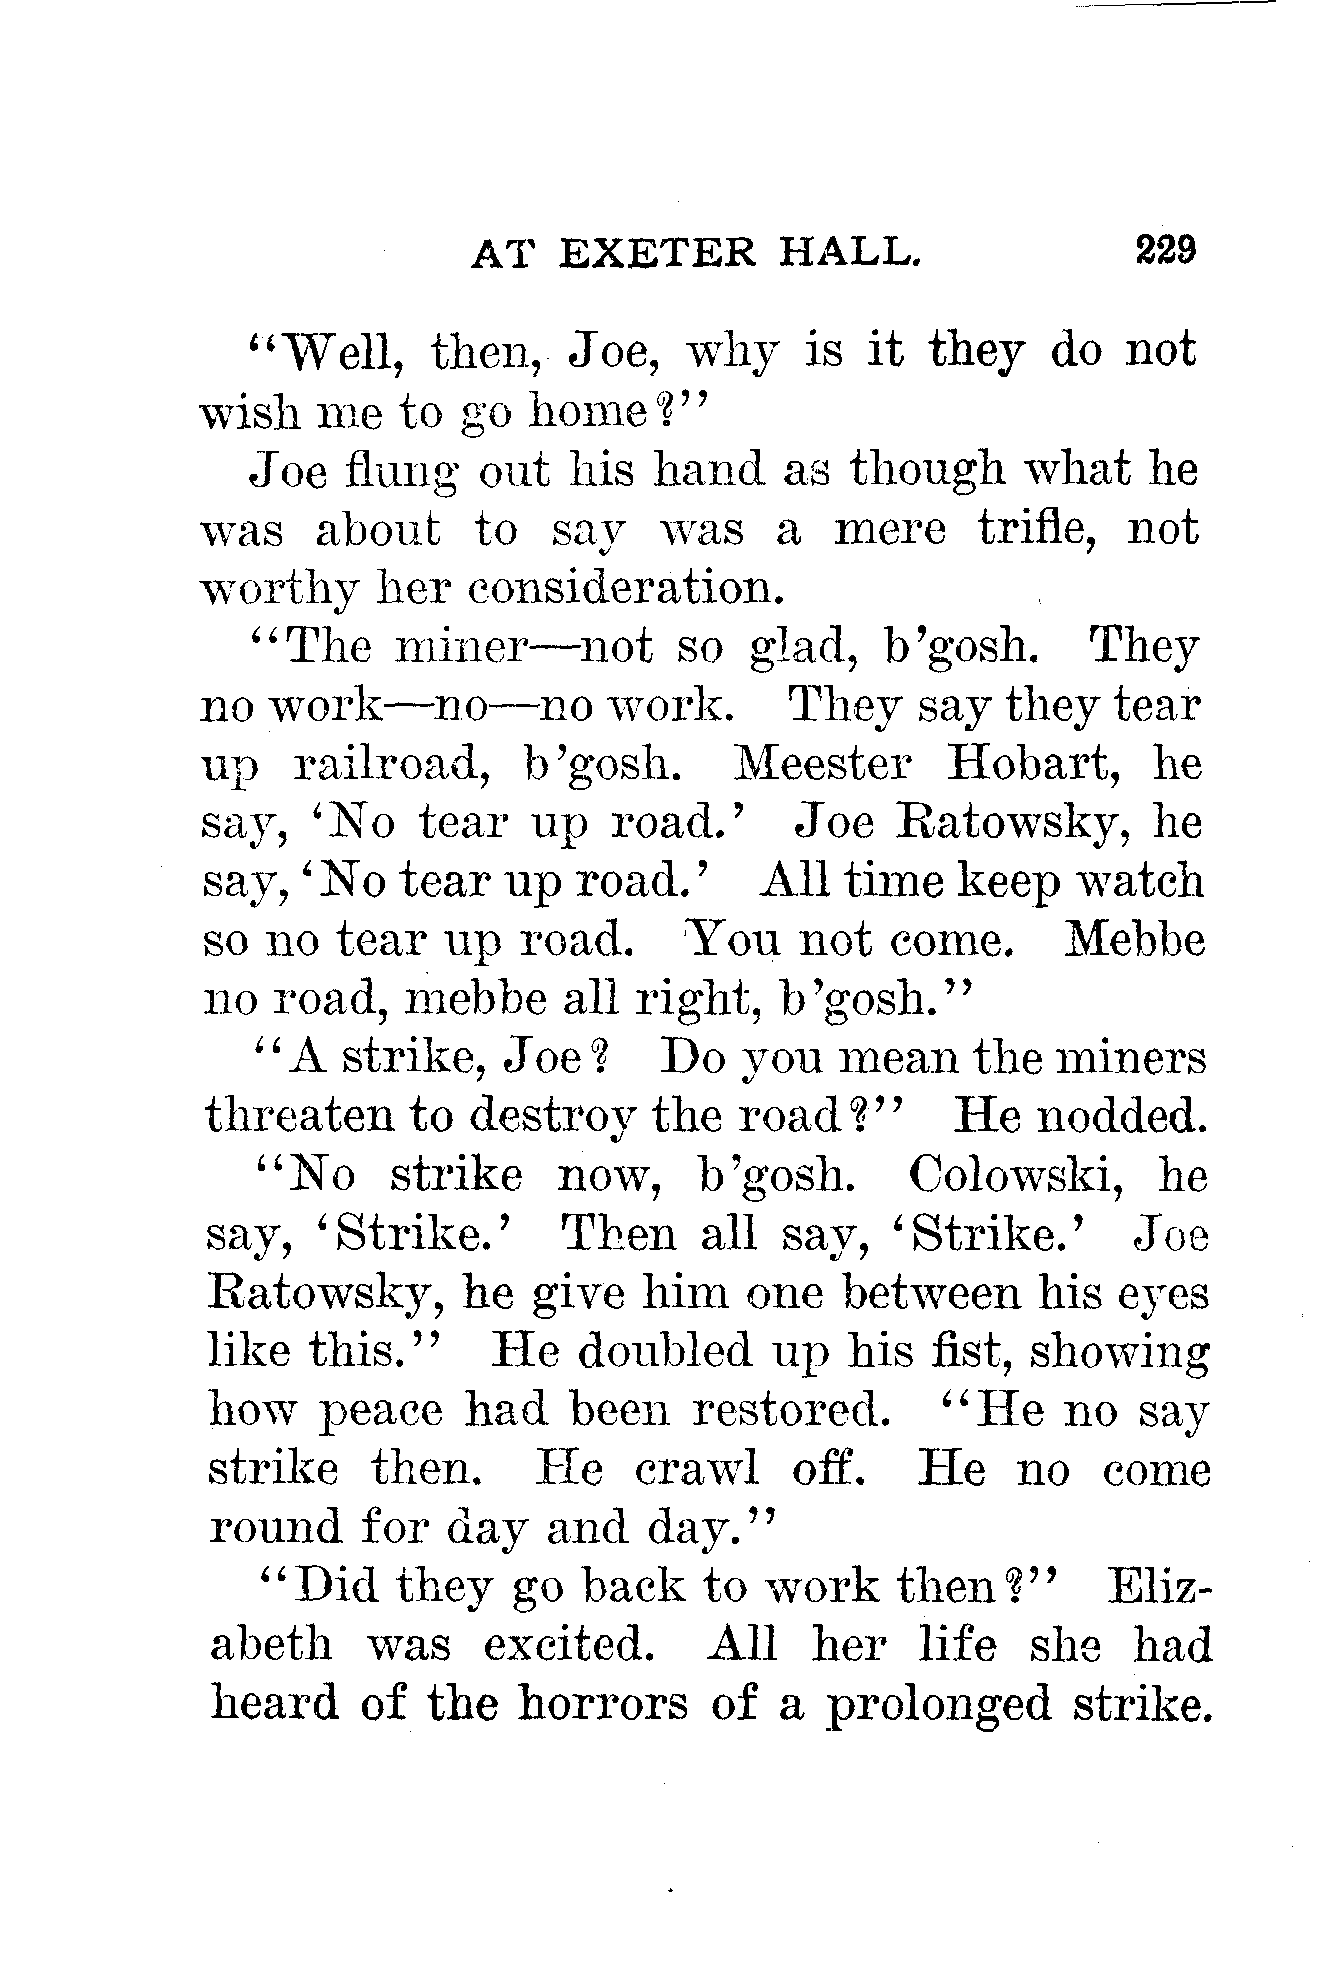 AT EXETER HALL. 229
"Well, then, Joe, why is it they do not
wish me to go home?"
Joe flung out his hand as though what he
was about to say was a mere trifle, not
worthy her consideration.
"The miner—not so glad, b'gosh. They
no work—no—no work. They say they tear
up railroad, b'gosh. Meester Hobart, he
say, 'No tear up road.' Joe Ratowsky, he
say, 'No tear up road.' All time keep watch
so no tear up road. You not come. Mebbe
no road, mebbe all right, b'gosh."
"A strike, Joe? Do you mean the miners
threaten to destroy the road?" He nodded.
"No strike now, b'gosh. Colowski, he
say, 'Strike.' Then all say, 'Strike.' Joe
Ratowsky, he give him one between his eyes
like this." He doubled up his fist, showing
how peace had been restored. "He no say
strike then. He crawl off. He no come
round for day and day."
"Did they go back to work then?" Eliz-
abeth was excited. All her life she had
heard of the horrors of a prolonged strike.